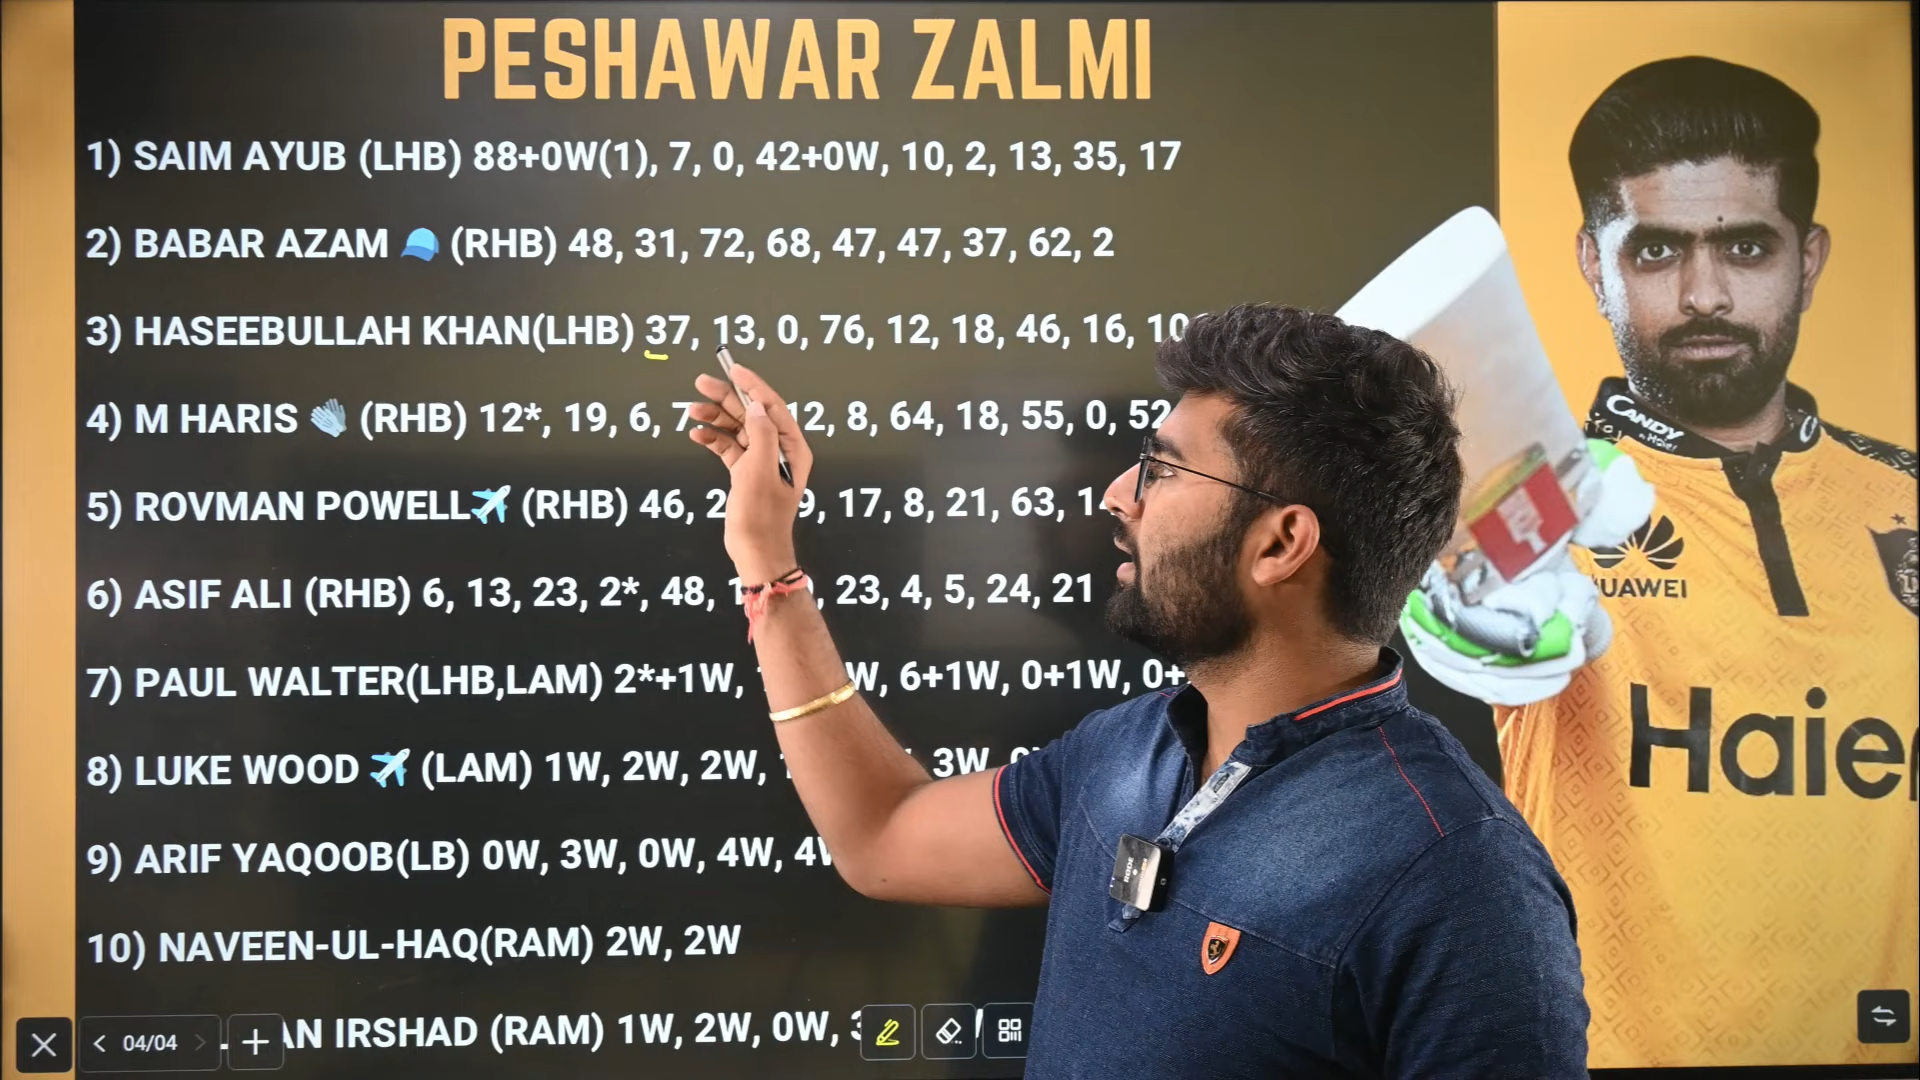 PESHAWAR ZALMI
1) SAIM AYUB (LHB) 88+0W(1), 7, 0, 42+0W, 10, 2, 13, 35, 17
2) BABAR AZAM (RHB) 48, 31, 72, 68, 47, 47, 37, 62, 2
3) HASEEBULLAH KHAN(LHB) 37, 13, 0, 76, 12, 18, 46, 16,
4) M HARIS (RHB) 12*, 19, 6, 12, 8, 64, 18, 55, 0, 52
5) ROVMAN POWELL (RHB) 46, 17, 8, 21, 63,
6) ASIF ALI (RHB) 6, 13, 23, 2*, 48, 23, 4, 5, 24, 21
7) PAUL WALTER(LHB,LAM) 2*+1W, 6+1W, 0+1W,
8) LUKE WOOD (LAM) 1W, 2W, 2W, 3W
9) ARIF YAQOOB(LB) 0W, 3W, 0W, 4W,
10) NAVEEN-UL-HAQ(RAM) 2W, 2W
IRSHAD (RAM) 1W, 2W, 0W,
04/04
CANDY
Haier
HUAWEI
Haier
RODE